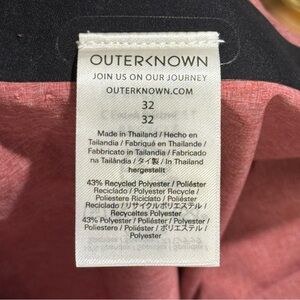 OUTERKNOWN
JOIN US ON OUR JOURNEY
OUTERKNOWN.COM
32
32
Made in Thailand / Hecho en
Tailandia / Fabriqué en Thaïlande /
Fabbricato in Tailandia / Fabricado
na Tailândia / タイ製 / In Thailand
hergestellt
43% Recycled Polyester / Poliéster
Reciclado / Polyester Recyclé /
Poliestere Riciclato / Poliéster
Reciclado / リサイクルポリエステル /
Recyceltes Polyester
43% Polyester / Poliéster / Polyester /
Poliestere / Poliéster / ポリエステル /
Polyester